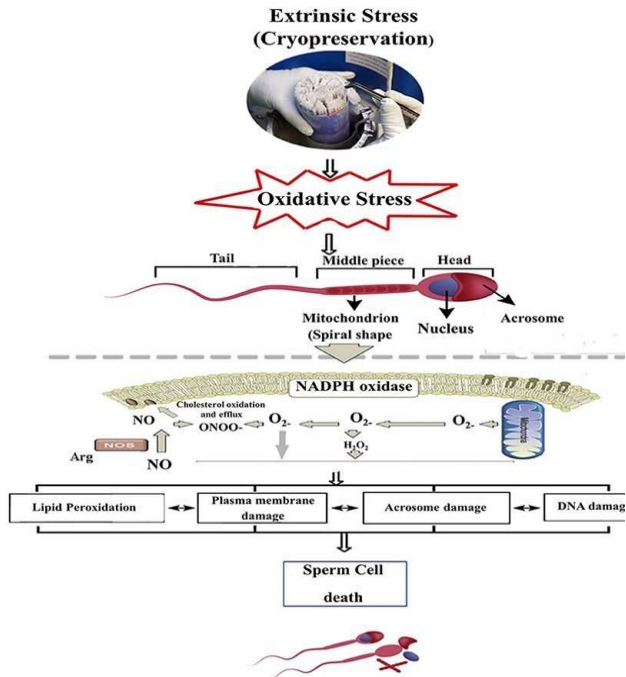 Extrinsic Stress
(Cryopreservation)
Oxidative Stress
Tail
Middle piece
Head
Mitochondrion
(Spiral shape
Nucleus
Acrosome
NADPH oxidase
Cholesterol oxidation
and efflux
NO
ONOO-
O2-
O2-
O2-
Mitochondria
H2O2
Arg
NOS
NO
Lipid Peroxidation
Plasma membrane
damage
Acrosome damage
DNA damag
Sperm Cell
death